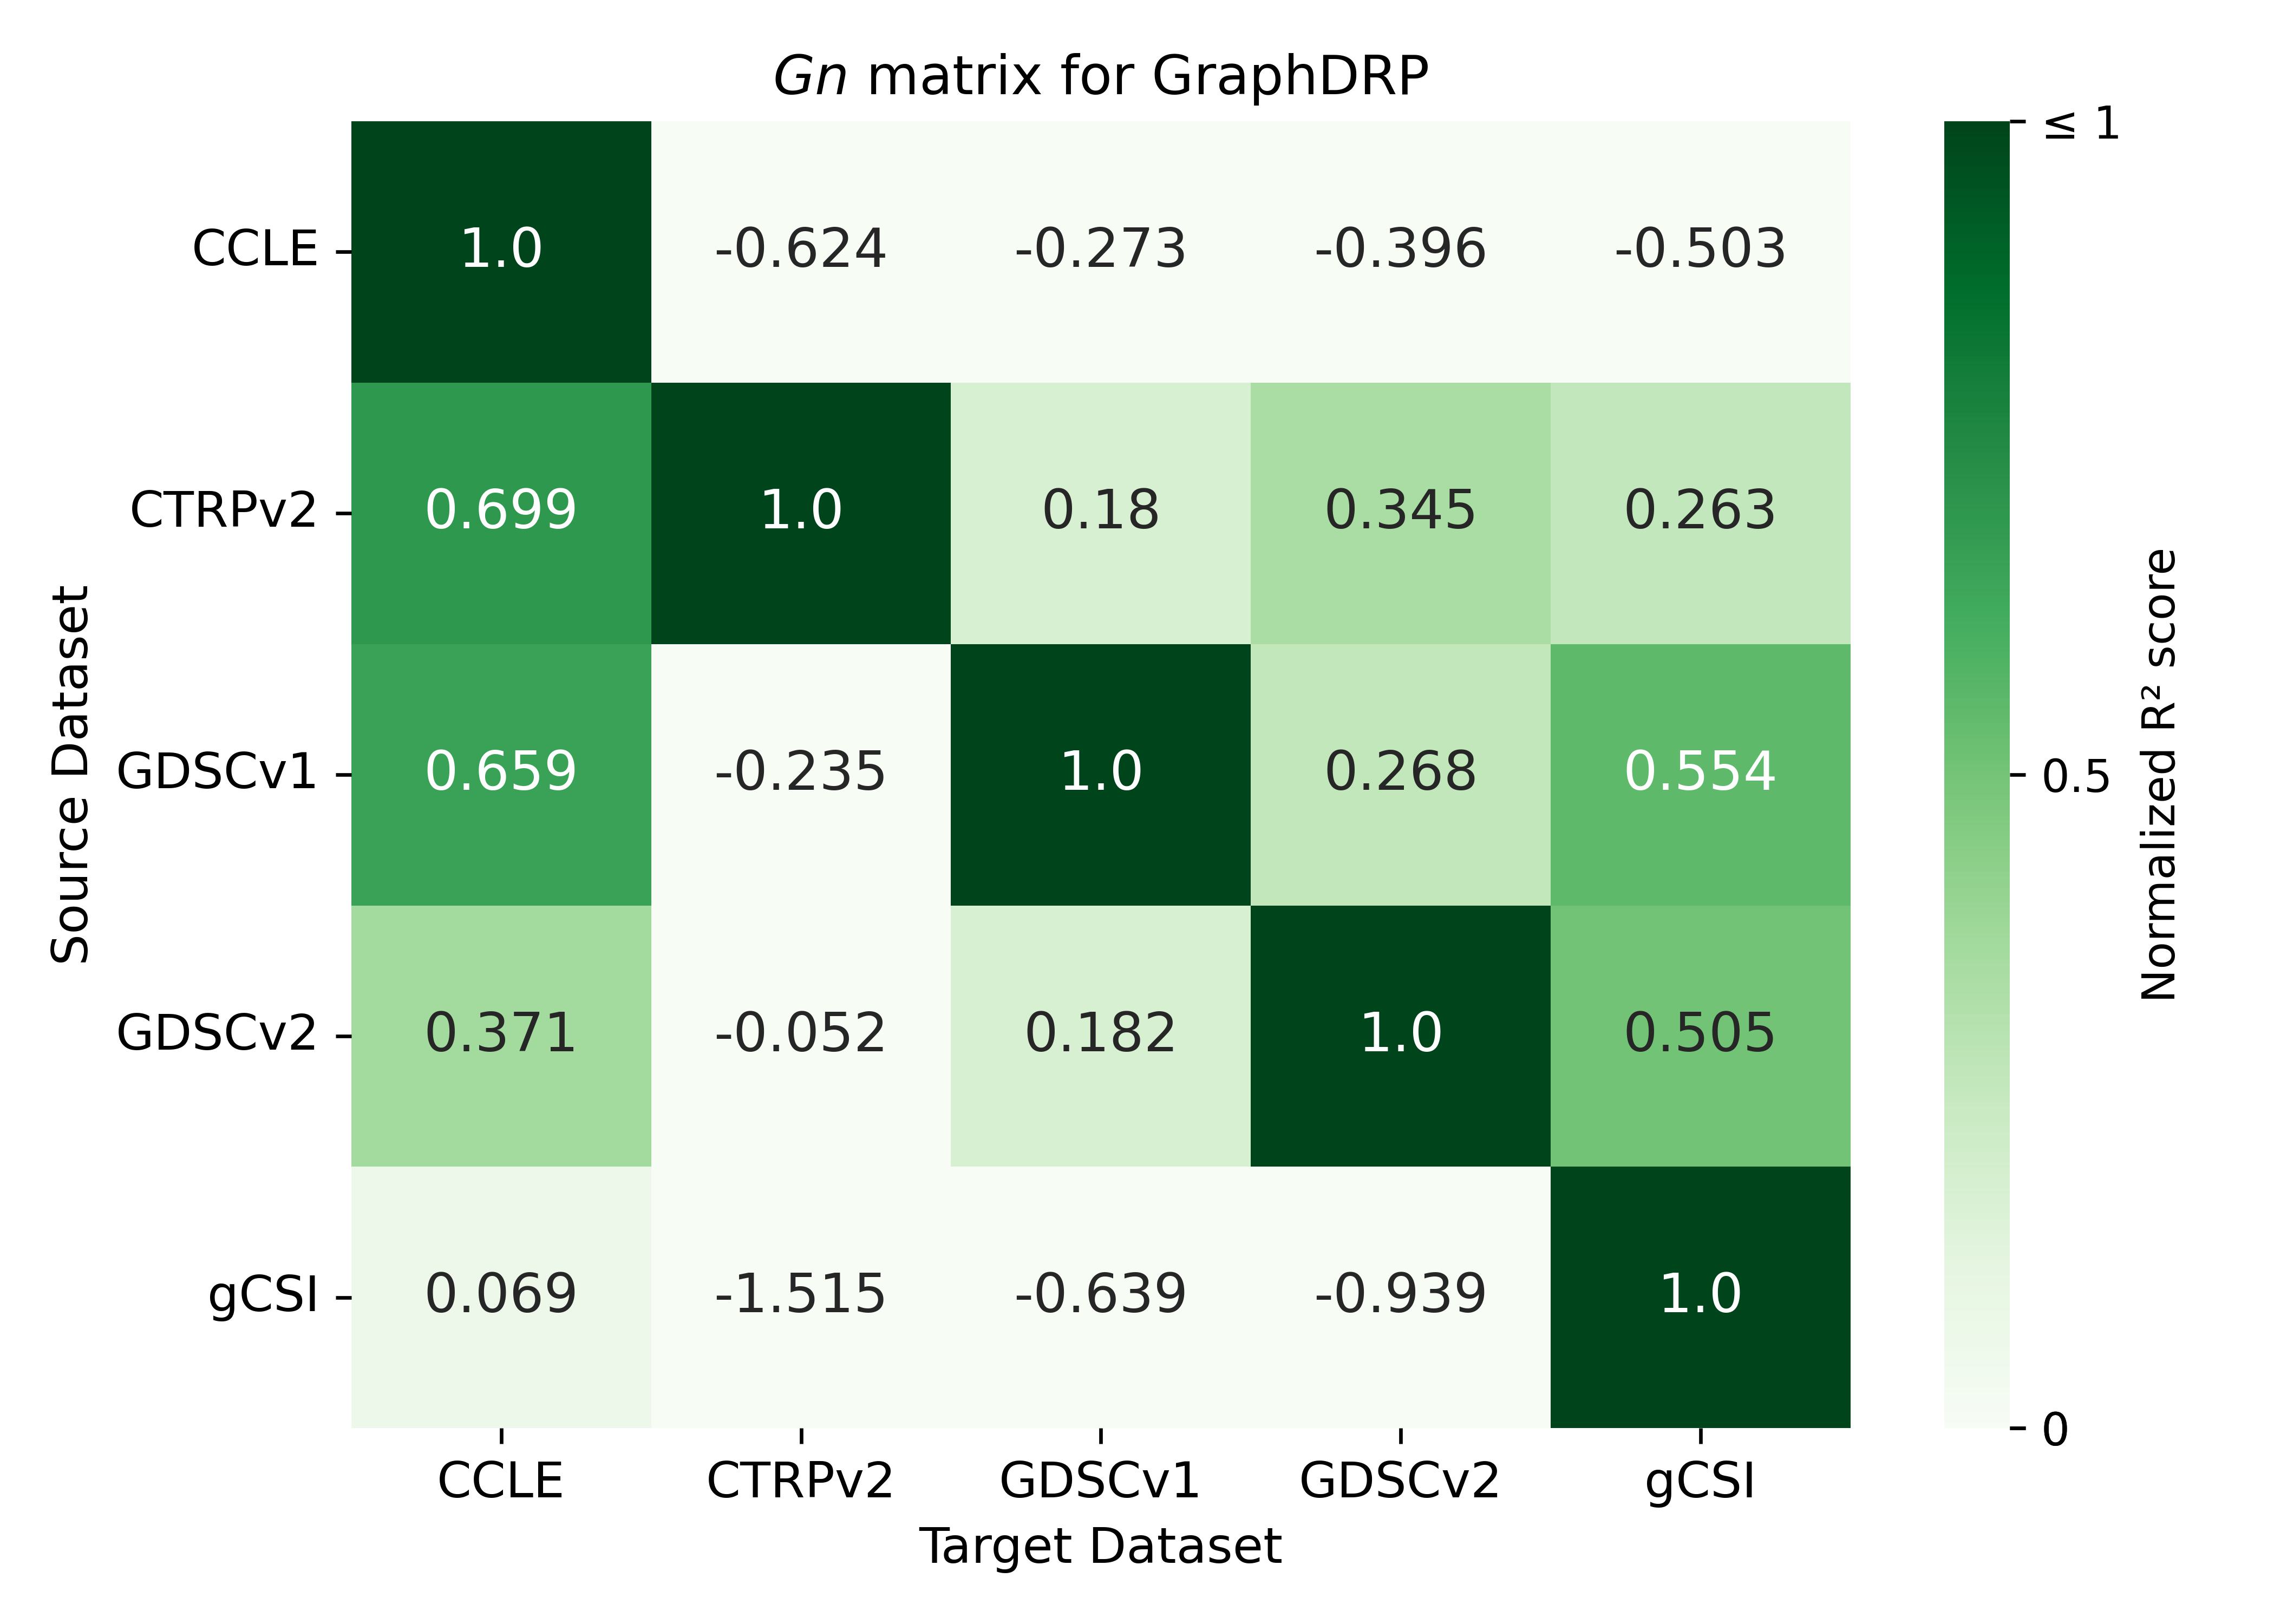 Gn matrix for GraphDRP
≤ 1
CCLE 1.0 -0.624 -0.273 -0.396 -0.503
CTRPv2 0.699 1.0 0.18 0.345 0.263
GDSCv1 0.659 -0.235 1.0 0.268 0.554
0.5
GDSCv2 0.371 -0.052 0.182 1.0 0.505
gCSI 0.069 -1.515 -0.639 -0.939 1.0
0
CCLE CTRPv2 GDSCv1 GDSCv2 gCSI
Target Dataset
Source Dataset
Normalized R² score